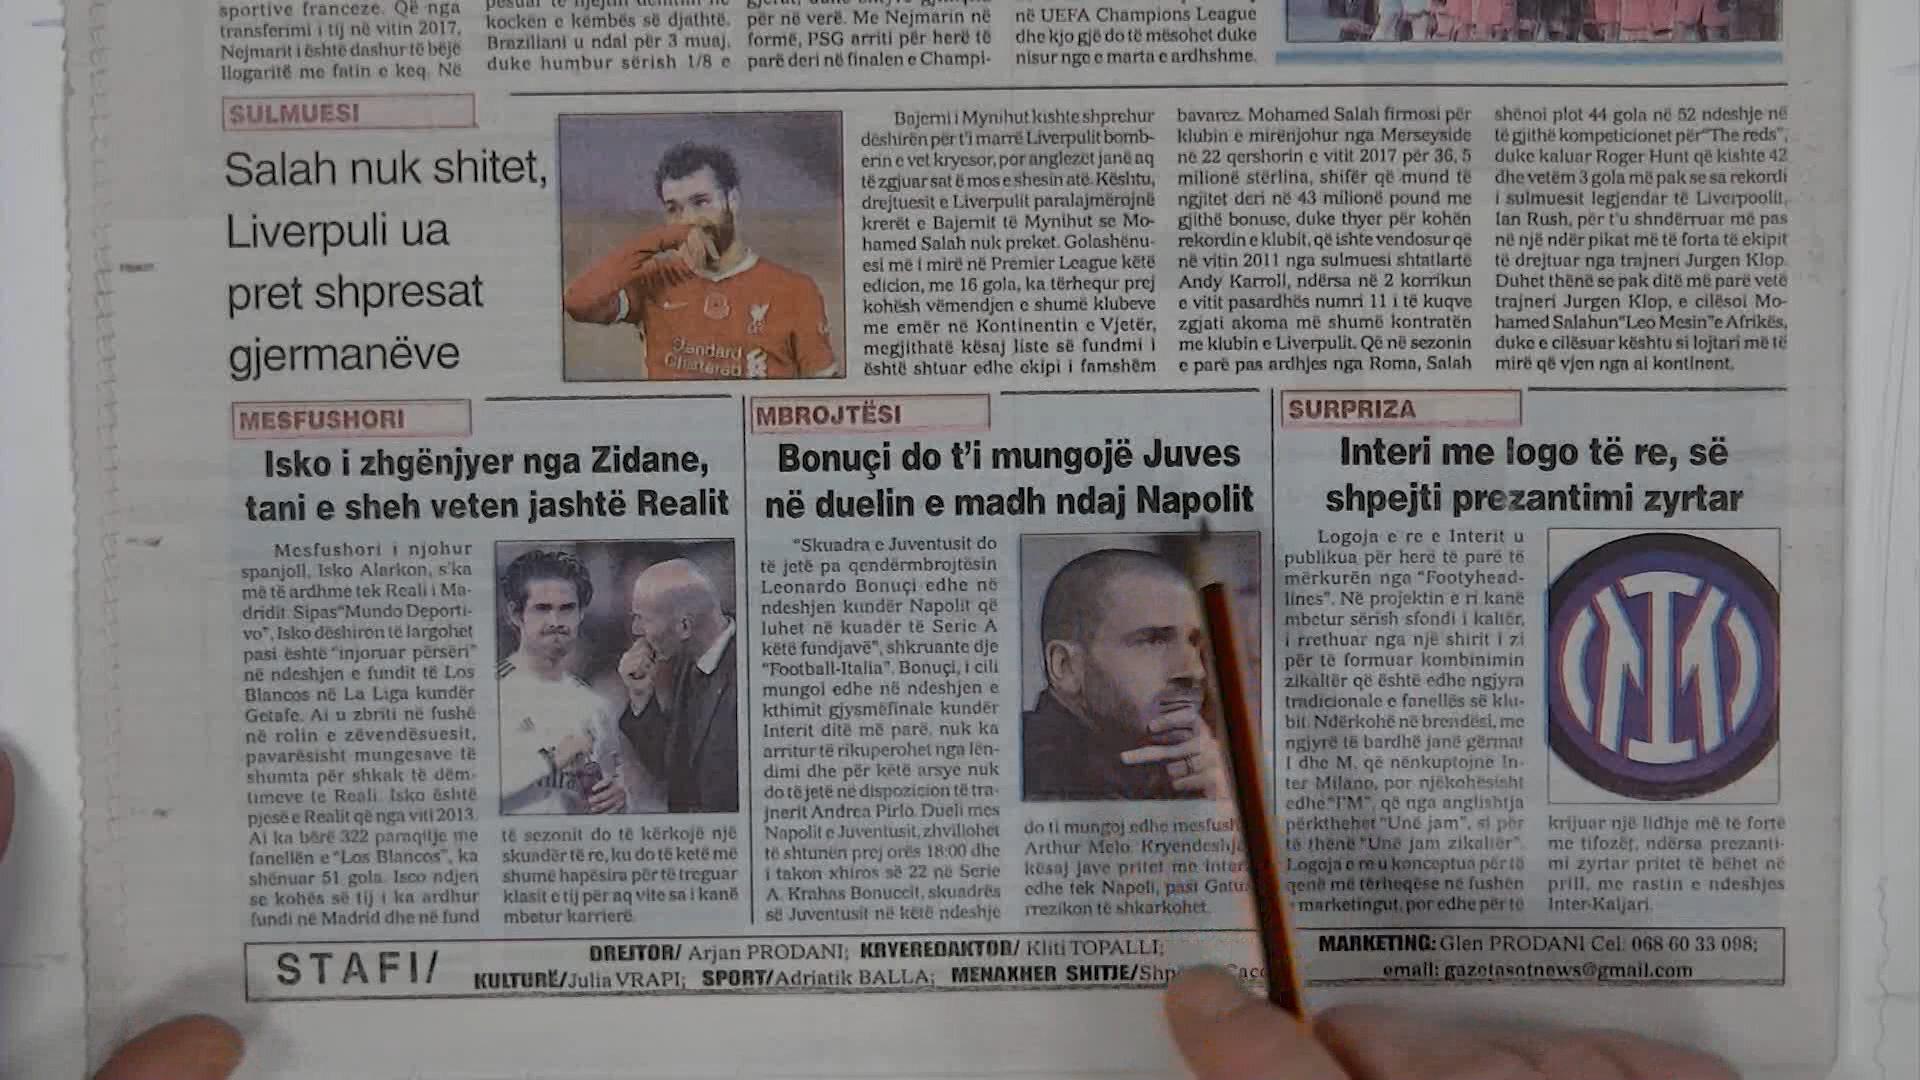 sportive franceze. Që nga
transferimi i tij në vitin 2017,
Nejmarit i është dashur të bëjë
llogaritë me fatin e keq. Në
kockën e këmbës së djathtë.
Braziliani u ndal për 3 muaj,
duke humbur sërish 1/8 e
për në verë. Me Nejmarin në
formë, PSG arriti për herë të
parë deri në finalen e Champi-
në UEFA Champions League
dhe kjo gjë do të mësohet duke
nisur nge e marta e ardhshme.
SULMUESI
Salah nuk shitet,
Liverpuli ua
pret shpresat
gjermanëve
Standard
Chartered
Bajerni i Mynihut kishte shprehur
dëshirën për t'i marrë Liverpulit bomb-
erin e vet kryesor, por anglezët janë aq
të zgjuar sat ë mos e shesin atë. Kështu,
drejtuesit e Liverpulit paralajmërojnë
krerët e Bajernit të Mynihut se Mo-
hamed Salah nuk preket. Golashënu-
esi më i mirë në Premier League këtë
edicion, me 16 gola, ka tërhequr prej
kohësh vëmendjen e shumë klubeve
me emër në Kontinentin e Vjetër,
megjithatë kësaj liste së fundmi i
është shtuar edhe ekipi i famshëm
bavarez. Mohamed Salah firmosi për
klubin e mirënjohur nga Merseyside
në 22 qershorin e vitit 2017 për 36, 5
milionë stërlina, shifër që mund të
ngjitet deri në 43 milionë pound me
gjithë bonuse, duke thyer për kohën
rekordin e klubit, që ishte vendosur që
në vitin 2011 nga sulmuesi shtatlartë
Andy Karroll, ndërsa në 2 korrikun
e vitit pasardhës numri 11 i të kuqve
zgjati akoma më shumë kontratën
me klubin e Liverpulit. Që në sezonin
e parë pas ardhjes nga Roma, Salah
shënoi plot 44 gola në 52 ndeshje në
të gjithë kompeticionet për"The reds",
duke kaluar Roger Hunt që kishte 42
dhe vetëm 3 gola më pak se sa rekordi
i sulmuesit legjendar të Liverpoolit,
Ian Rush, për t'u shndërruar më pas
në një ndër pikat më të forta të ekipit
të drejtuar nga trajneri Jurgen Klop.
Duhet thënë se pak ditë më parë vetë
trajneri Jurgen Klop, e cilësoi Mo-
hamed Salahun"Leo Mesin"e Afrikës,
duke e cilësuar kështu si lojtari më të
mirë që vjen nga ai kontinent.
MESFUSHORI
Isko i zhgënjyer nga Zidane,
tani e sheh veten jashtë Realit
Mesfushori i njohur
spanjoll, Isko Alarkon, s'ka
më të ardhme tek Reali i Ma-
dridit. Sipas"Mundo Deporti-
vo", Isko dëshiron të largohet
pasi është "injoruar përsëri"
në ndeshjen e fundit të Los
Blancos në La Liga kundër
Getafe. Ai u zbriti në fushë
në rolin e zëvendësuesit,
pavarësisht mungesave të
shumta për shkak të dëm-
timeve te Reali. Isko është
pjesë e Realit që nga viti 2013.
Ai ka bërë 322 paraqitje me
fanellën e "Los Blancos", ka
shënuar 51 gola. Isco ndjen
se kohës së tij i ka ardhur
fundi në Madrid dhe në fund
të sezonit do të kërkojë një
skuadër të re, ku do të ketë më
shumë hapësira për të treguar
klasit e tij për aq vite sa i kanë
mbetur karrierë.
MBROJTËSI
Bonuçi do t'i mungojë Juves
në duelin e madh ndaj Napolit
"Skuadra e Juventusit do
të jetë pa qendërmbrojtësin
Leonardo Bonuçi edhe në
ndeshjen kundër Napolit që
luhet në kuadër të Serie A
këtë fundjavë", shkruante dje
"Football-Italia". Bonuçi, i cili
mungoi edhe në ndeshjen e
kthimit gjysmëfinale kundër
Interit ditë më parë, nuk ka
arritur të rikuperohet nga lën-
dimi dhe për këtë arsye nuk
do të jetë në dispozicion të tra-
jnerit Andrea Pirlo. Dueli mes
Napolit e Juventusit, zhvillohet
të shtunën prej orës 18:00 dhe
i takon xhiros së 22 në Serie
A. Krahas Bonuccit, skuadrës
së Juventusit në këtë ndeshje
do ti mungoj edhe mesfush
Arthur Melo. Kryendeshj
kësaj jave pritet me inter
edhe tek Napoli, pasi Gatu
rrezikon të shkarkohet.
SURPRIZA
Interi me logo të re, së
shpejti prezantimi zyrtar
Logoja e re e Interit u
publikua për herë të parë të
mërkurën nga "Footyhead-
lines". Në projektin e ri kanë
mbetur sërish sfondi i kaltër,
i rrethuar nga një shirit i zi
për të formuar kombinimin
zikaltër që është edhe ngjyra
tradicionale e fanellës së klu-
bit. Ndërkohë në brendësi, me
ngjyrë të bardhë janë gërmat
I dhe M, që nënkuptojnë In-
ter Milano, por njëkohësisht
edhe"I'M", që nga anglishtja
përkthehet "Unë jam", si për
të thënë "Unë jam zikaltër".
Logoja e re u konceptua për të
qenë më tërheqëse në fushën
marketingut, por edhe për të
krijuar një lidhje më të fortë
me tifozët, ndërsa prezanti-
mi zyrtar pritet të bëhet në
prill, me rastin e ndeshjes
Inter-Kaljari.
STAFI/
DREJTOR/ Arjan PRODANI; KRYEREDAKTOR/ Kliti TOPALLI;
KULTURË/Julia VRAPI; SPORT/Adriatik BALLA; MENAXHER SHITJE/Shp
MARKETING: Glen PRODANI Cel: 068 60 33 098;
email: gazetasotnews@gmail.com